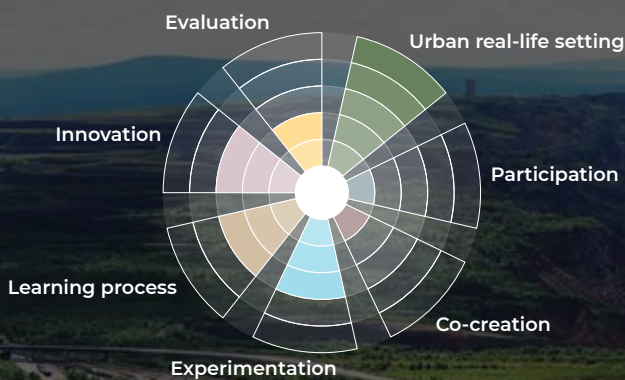 Evaluation
Urban real-life setting
Innovation
Participation
Learning process
Co-creation
Experimentation